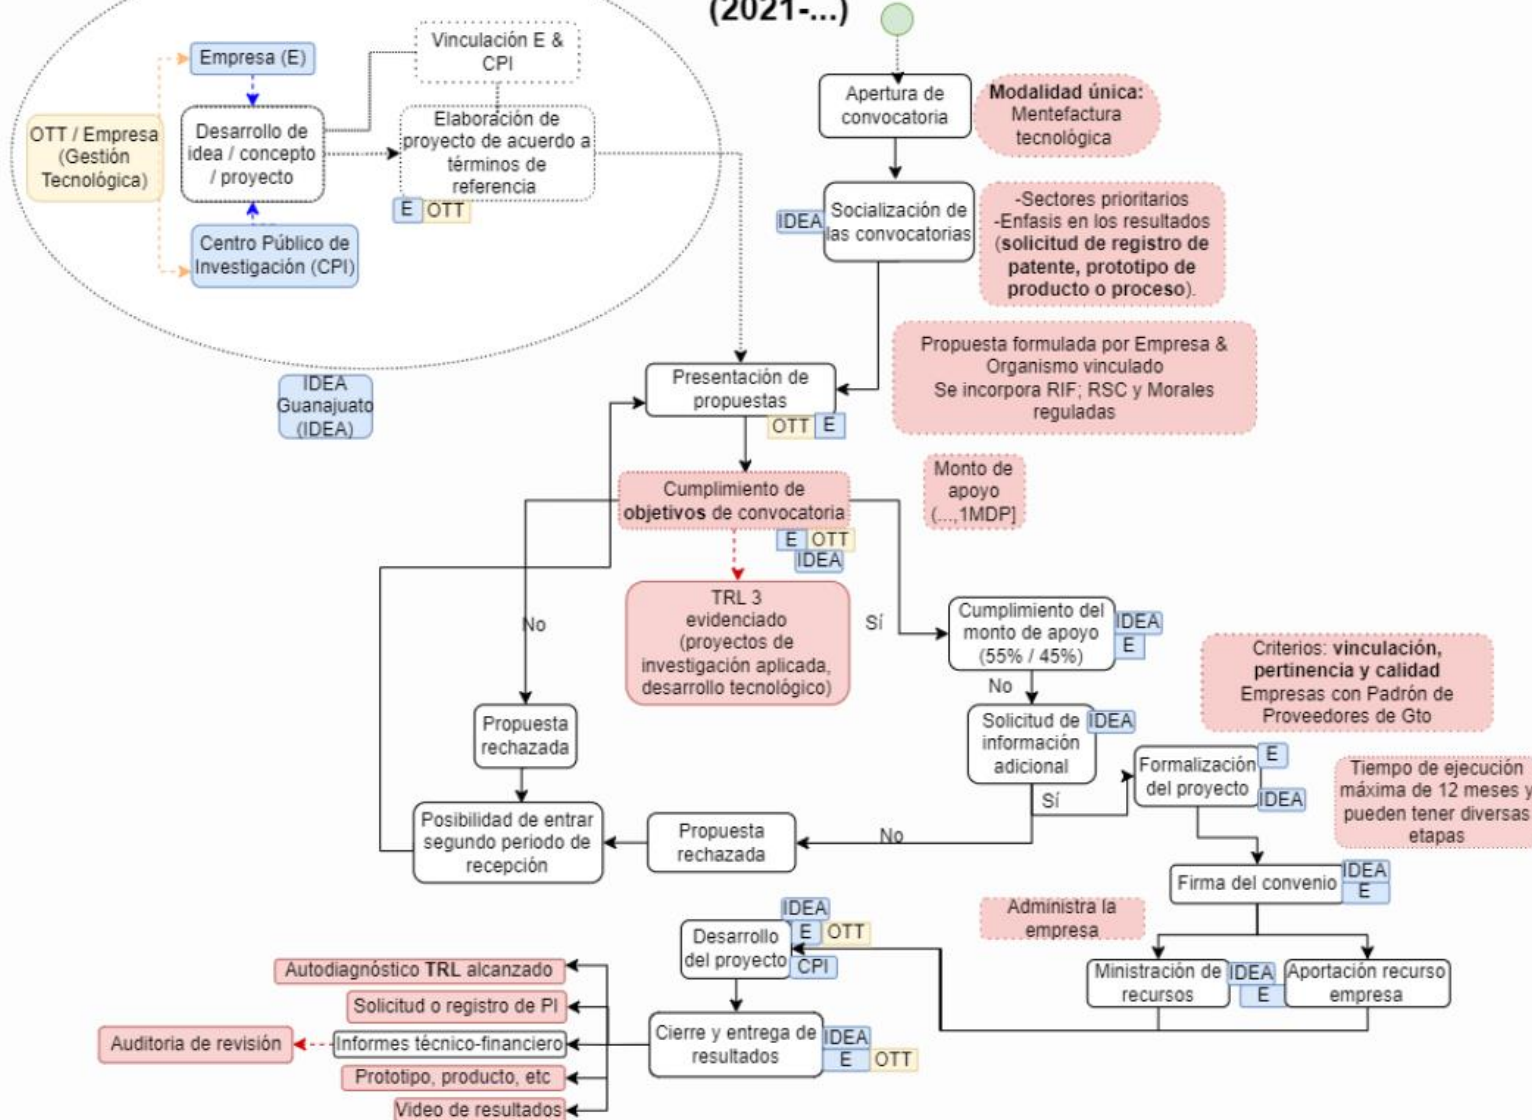 (2021-...)
Empresa (E)
Vinculación E &
CPI
OTT / Empresa
(Gestión
Tecnológica)
Desarrollo de
idea / concepto
/ proyecto
Elaboración de
proyecto de acuerdo a
términos de
referencia
E
OTT
Centro Público de
Investigación (CPI)
IDEA
Guanajuato
(IDEA)
Apertura de
convocatoria
Modalidad única:
Mentefactura
tecnológica
IDEA
Socialización de
las convocatorias
-Sectores prioritarios
-Enfasis en los resultados
(solicitud de registro de
patente, prototipo de
producto o proceso).
Presentación de
propuestas
OTT
E
Propuesta formulada por Empresa &
Organismo vinculado
Se incorpora RIF; RSC y Morales
reguladas
Cumplimiento de
objetivos de convocatoria
E
OTT
IDEA
Monto de
apoyo
(...,1MDP]
TRL 3
evidenciado
(proyectos de
investigación aplicada,
desarrollo tecnológico)
No
Sí
Cumplimiento del
monto de apoyo
(55% / 45%)
IDEA
E
No
Criterios: vinculación,
pertinencia y calidad
Empresas con Padrón de
Proveedores de Gto
Propuesta
rechazada
Solicitud de
información
adicional
IDEA
Sí
Formalización
del proyecto
E
IDEA
Tiempo de ejecución
máxima de 12 meses y
pueden tener diversas
etapas
Posibilidad de entrar
segundo periodo de
recepción
Propuesta
rechazada
No
Firma del convenio
IDEA
E
Administra la
empresa
Ministración de
recursos
IDEA
E
Aportación recurso
empresa
Desarrollo
del proyecto
IDEA
E
OTT
CPI
Cierre y entrega de
resultados
IDEA
E
OTT
Autodiagnóstico TRL alcanzado
Solicitud o registro de PI
Informes técnico-financiero
Auditoria de revisión
Prototipo, producto, etc
Video de resultados